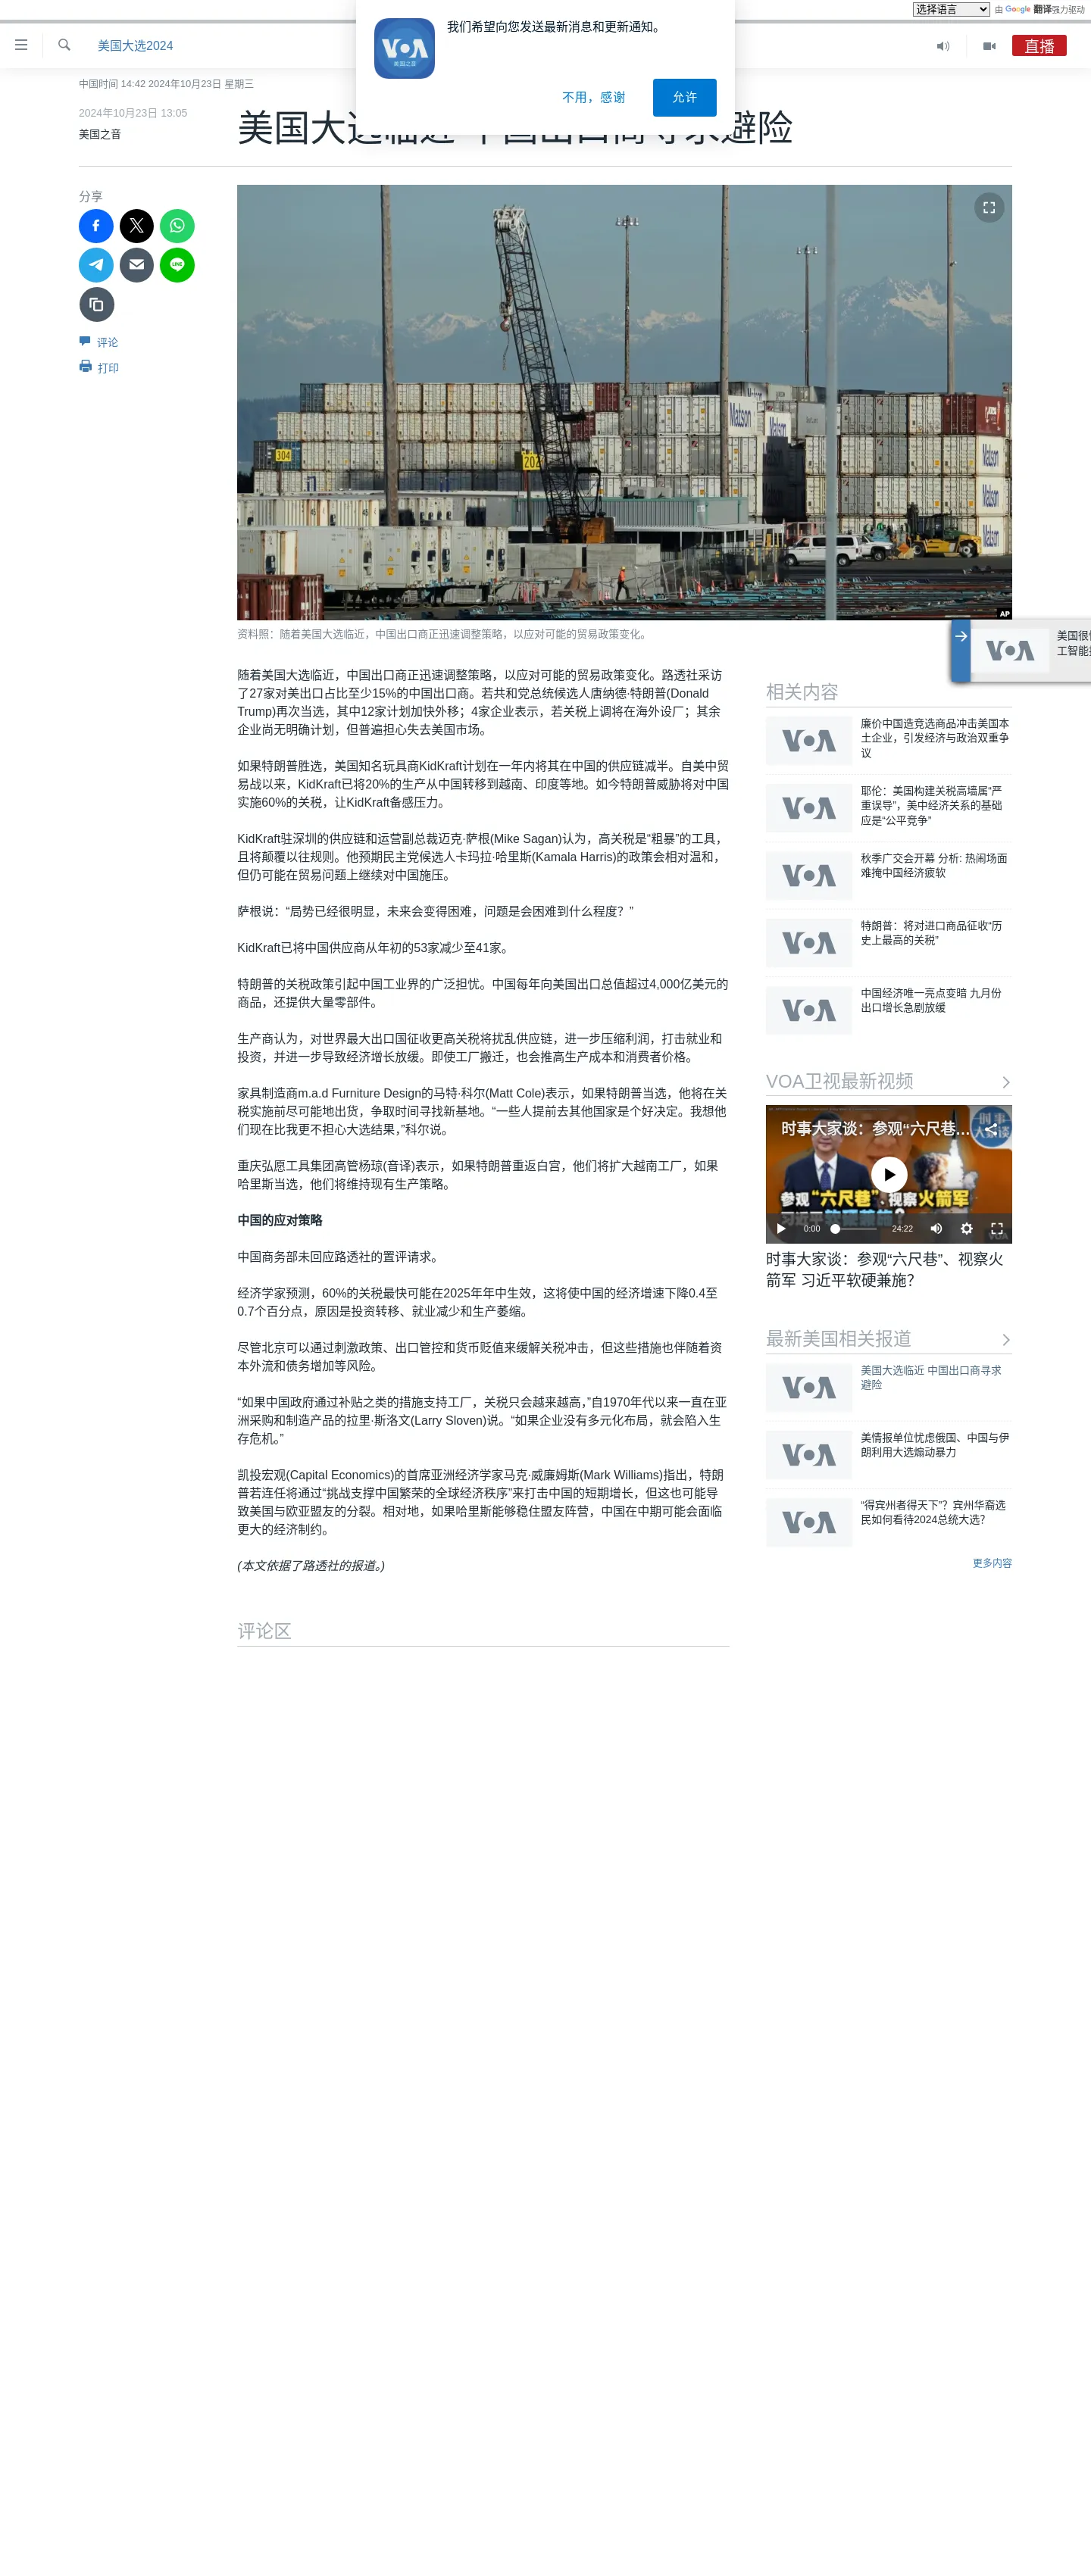 选择语言 由 Google 翻译强力驱动
美国大选2024
直播
我们希望向您发送最新消息和更新通知。
不用，感谢
允许
VOA
美国之音
中国时间 14:42 2024年10月23日 星期三
2024年10月23日 13:05
美国之音
美国大选临近 中国出口商寻求避险
分享
评论
打印
304
202
Matson
Matson
Matson
Matson
Matson
AP
资料照：随着美国大选临近，中国出口商正迅速调整策略，以应对可能的贸易政策变化。
随着美国大选临近，中国出口商正迅速调整策略，以应对可能的贸易政策变化。路透社采访
了27家对美出口占比至少15%的中国出口商。若共和党总统候选人唐纳德·特朗普(Donald
Trump)再次当选，其中12家计划加快外移；4家企业表示，若关税上调将在海外设厂；其余
企业尚无明确计划，但普遍担心失去美国市场。
如果特朗普胜选，美国知名玩具商KidKraft计划在一年内将其在中国的供应链减半。自美中贸
易战以来，KidKraft已将20%的生产从中国转移到越南、印度等地。如今特朗普威胁将对中国
实施60%的关税，让KidKraft备感压力。
KidKraft驻深圳的供应链和运营副总裁迈克·萨根(Mike Sagan)认为，高关税是“粗暴”的工具，
且将颠覆以往规则。他预期民主党候选人卡玛拉·哈里斯(Kamala Harris)的政策会相对温和，
但仍可能在贸易问题上继续对中国施压。
萨根说：“局势已经很明显，未来会变得困难，问题是会困难到什么程度？”
KidKraft已将中国供应商从年初的53家减少至41家。
特朗普的关税政策引起中国工业界的广泛担忧。中国每年向美国出口总值超过4,000亿美元的
商品，还提供大量零部件。
生产商认为，对世界最大出口国征收更高关税将扰乱供应链，进一步压缩利润，打击就业和
投资，并进一步导致经济增长放缓。即使工厂搬迁，也会推高生产成本和消费者价格。
家具制造商m.a.d Furniture Design的马特·科尔(Matt Cole)表示，如果特朗普当选，他将在关
税实施前尽可能地出货，争取时间寻找新基地。“一些人提前去其他国家是个好决定。我想他
们现在比我更不担心大选结果，”科尔说。
重庆弘愿工具集团高管杨琼(音译)表示，如果特朗普重返白宫，他们将扩大越南工厂，如果
哈里斯当选，他们将维持现有生产策略。
中国的应对策略
中国商务部未回应路透社的置评请求。
经济学家预测，60%的关税最快可能在2025年年中生效，这将使中国的经济增速下降0.4至
0.7个百分点，原因是投资转移、就业减少和生产萎缩。
尽管北京可以通过刺激政策、出口管控和货币贬值来缓解关税冲击，但这些措施也伴随着资
本外流和债务增加等风险。
“如果中国政府通过补贴之类的措施支持工厂，关税只会越来越高，”自1970年代以来一直在亚
洲采购和制造产品的拉里·斯洛文(Larry Sloven)说。“如果企业没有多元化布局，就会陷入生
存危机。”
凯投宏观(Capital Economics)的首席亚洲经济学家马克·威廉姆斯(Mark Williams)指出，特朗
普若连任将通过“挑战支撑中国繁荣的全球经济秩序”来打击中国的短期增长，但这也可能导
致美国与欧亚盟友的分裂。相对地，如果哈里斯能够稳住盟友阵营，中国在中期可能会面临
更大的经济制约。
(本文依据了路透社的报道。)
评论区
VOA
美国很
工智能
相关内容
VOA
廉价中国造竞选商品冲击美国本
土企业，引发经济与政治双重争
议
VOA
耶伦：美国构建关税高墙属“严
重误导”，美中经济关系的基础
应是“公平竞争”
VOA
秋季广交会开幕 分析: 热闹场面
难掩中国经济疲软
VOA
特朗普：将对进口商品征收“历
史上最高的关税”
VOA
中国经济唯一亮点变暗 九月份
出口增长急剧放缓
VOA卫视最新视频
时事大家谈：参观“六尺巷…
参观“六尺巷”、视察火箭军
习近平软硬兼施？
0:00
24:22
VOA
时事大家谈：参观“六尺巷”、视察火
箭军 习近平软硬兼施？
最新美国相关报道
VOA
美国大选临近 中国出口商寻求
避险
VOA
美情报单位忧虑俄国、中国与伊
朗利用大选煽动暴力
VOA
“得宾州者得天下”？宾州华裔选
民如何看待2024总统大选？
更多内容